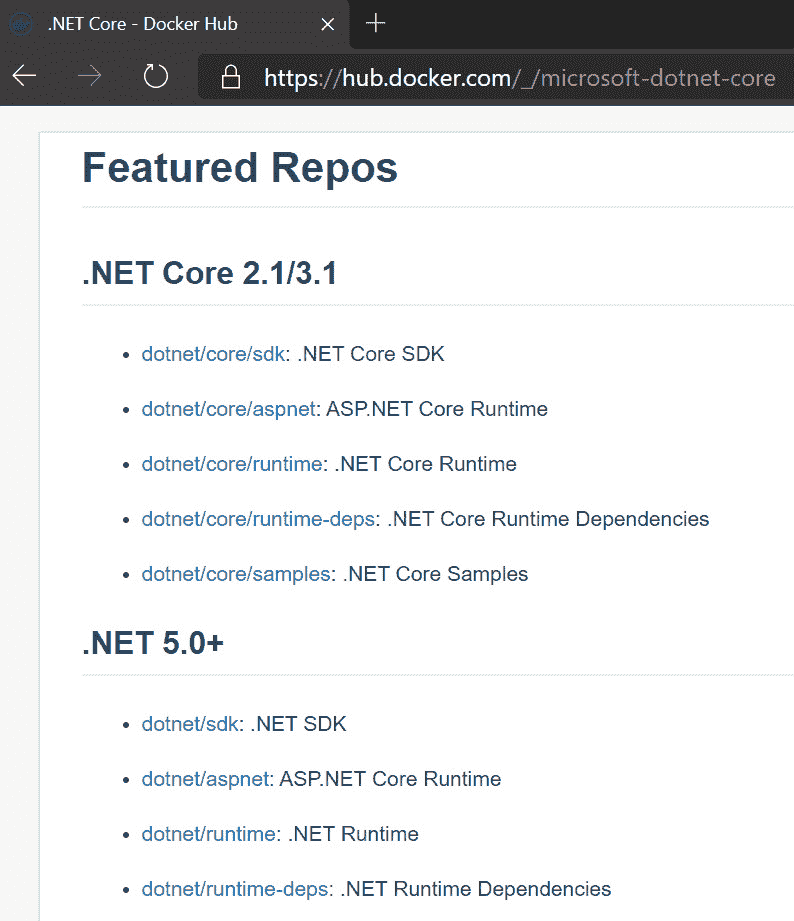 .NET Core - Docker Hub
https://hub.docker.com/_/microsoft-dotnet-core
Featured Repos
.NET Core 2.1/3.1
dotnet/core/sdk: .NET Core SDK
dotnet/core/aspnet: ASP.NET Core Runtime
dotnet/core/runtime: .NET Core Runtime
dotnet/core/runtime-deps: .NET Core Runtime Dependencies
dotnet/core/samples: .NET Core Samples
.NET 5.0+
dotnet/sdk: .NET SDK
dotnet/aspnet: ASP.NET Core Runtime
dotnet/runtime: .NET Runtime
dotnet/runtime-deps: .NET Runtime Dependencies